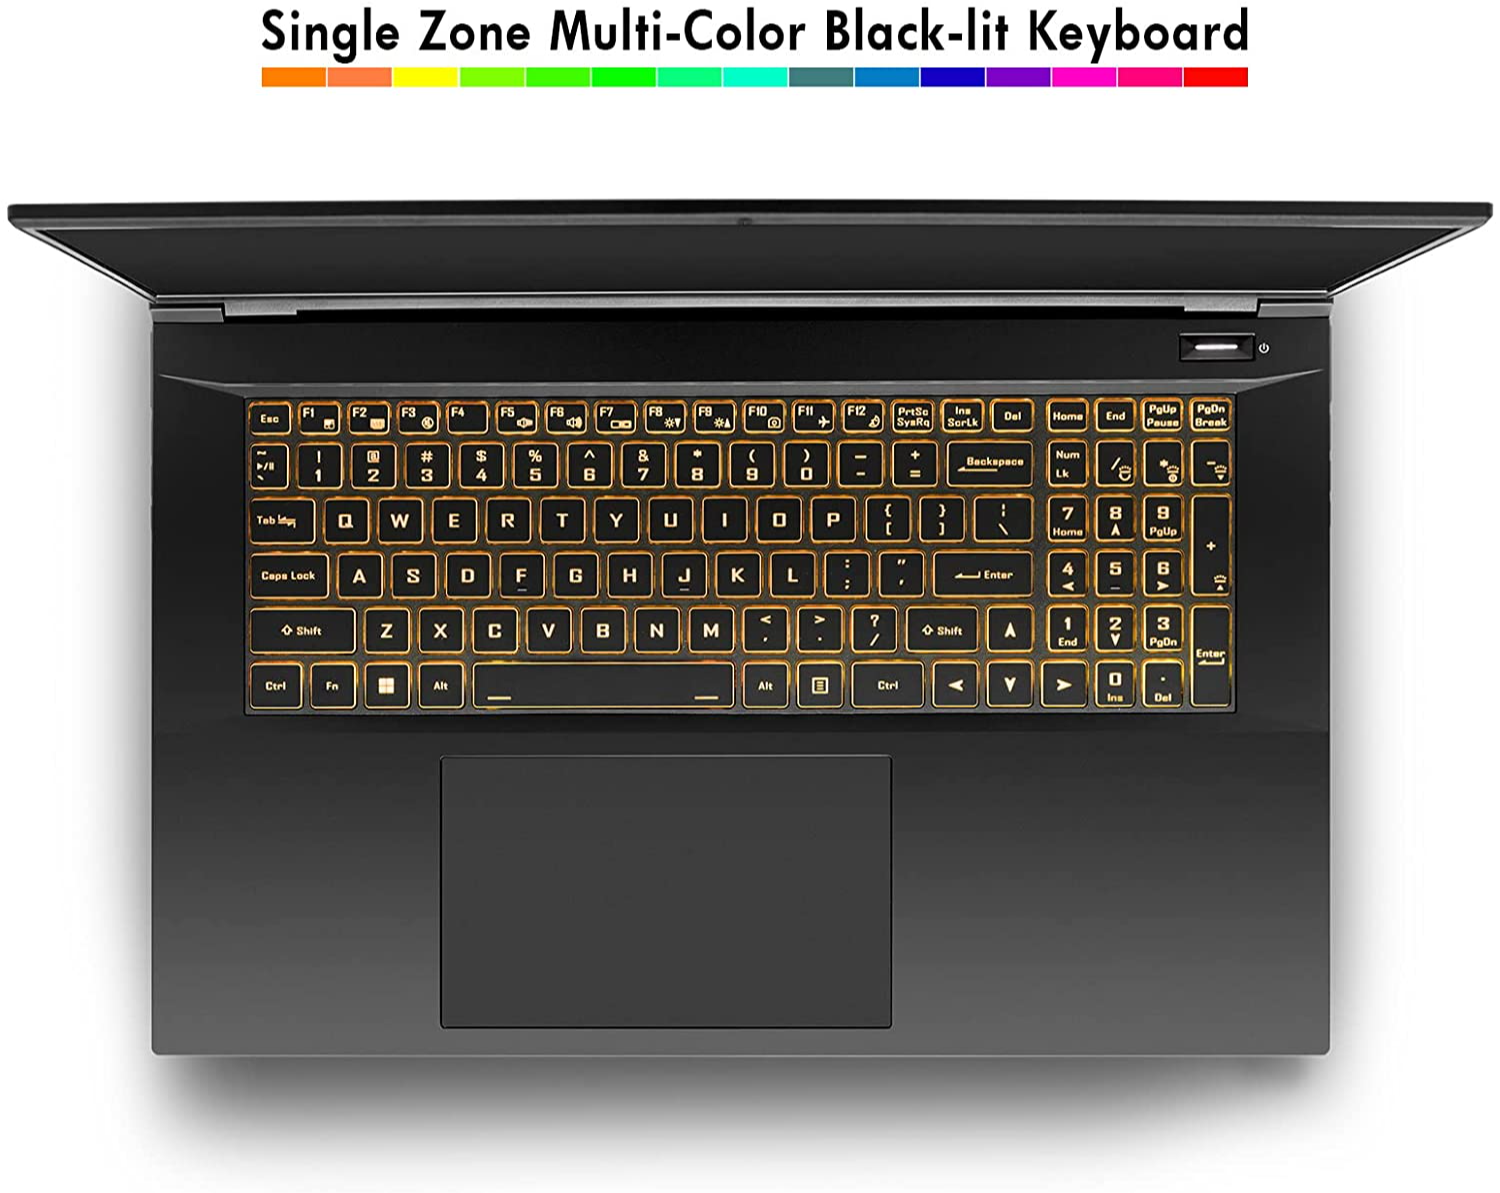 Single Zone Multi-Color Black-lit Keyboard
Esc F1 F2 F3 F4 F5 F6 F7 F8 F9 F10 F11 F12 PrtSc SysRq Ins ScrLk Del Home End PgUp Pause PgDn Break
~ ` ! 1 @ 2 # 3 $ 4 % 5 ^ 6 & 7 * 8 ( 9 ) 0 _ - + = Backspace Num Lk / * -
Tab Q W E R T Y U I O P { [ } ] ¦ \ 7 Home 8 9 PgUp +
Caps Lock A S D F G H J K L : ; " ' Enter 4 5 6
Shift Z X C V B N M < , > . ? / Shift 1 End 2 3 PgDn Enter
Ctrl Fn Alt Alt Ctrl 0 Ins . Del